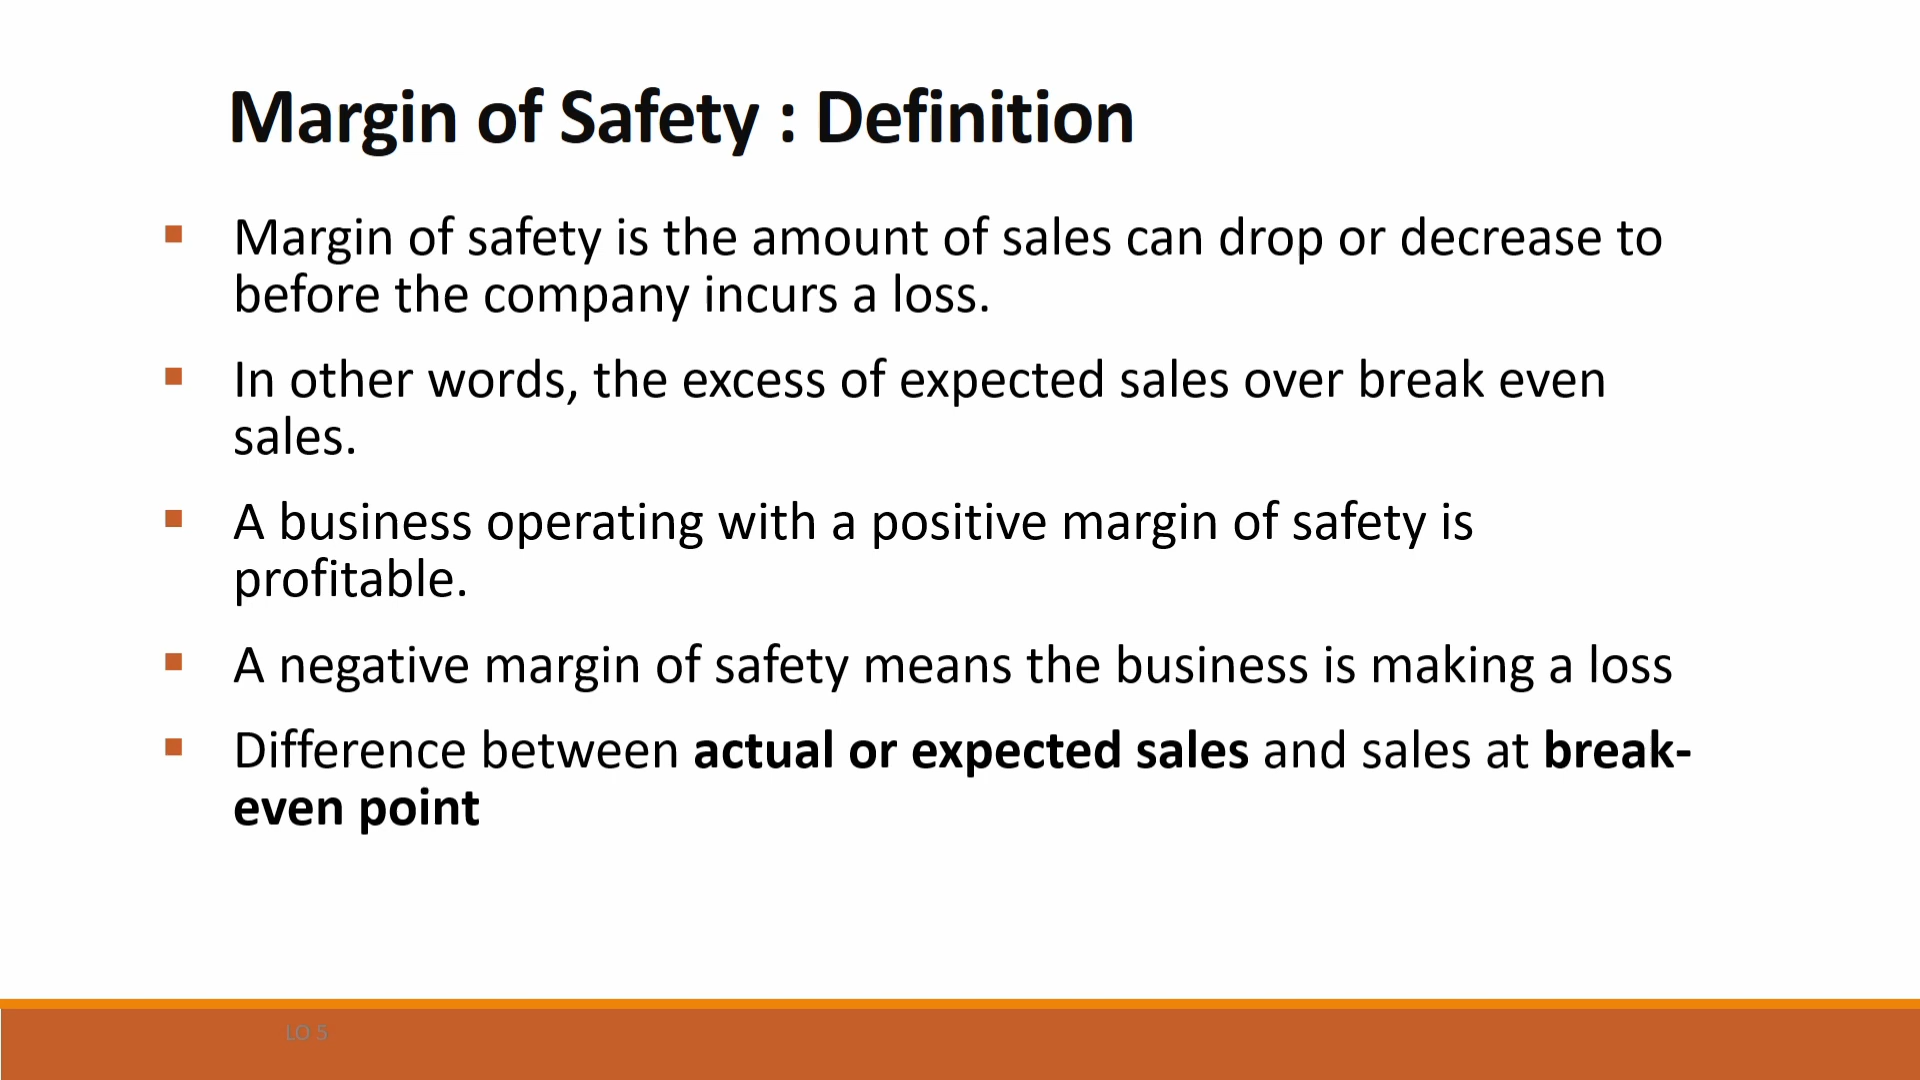 Margin of Safety : Definition
▪ Margin of safety is the amount of sales can drop or decrease to
before the company incurs a loss.
▪ In other words, the excess of expected sales over break even
sales.
▪ A business operating with a positive margin of safety is
profitable.
▪ A negative margin of safety means the business is making a loss
▪ Difference between actual or expected sales and sales at break-
even point
LO 5